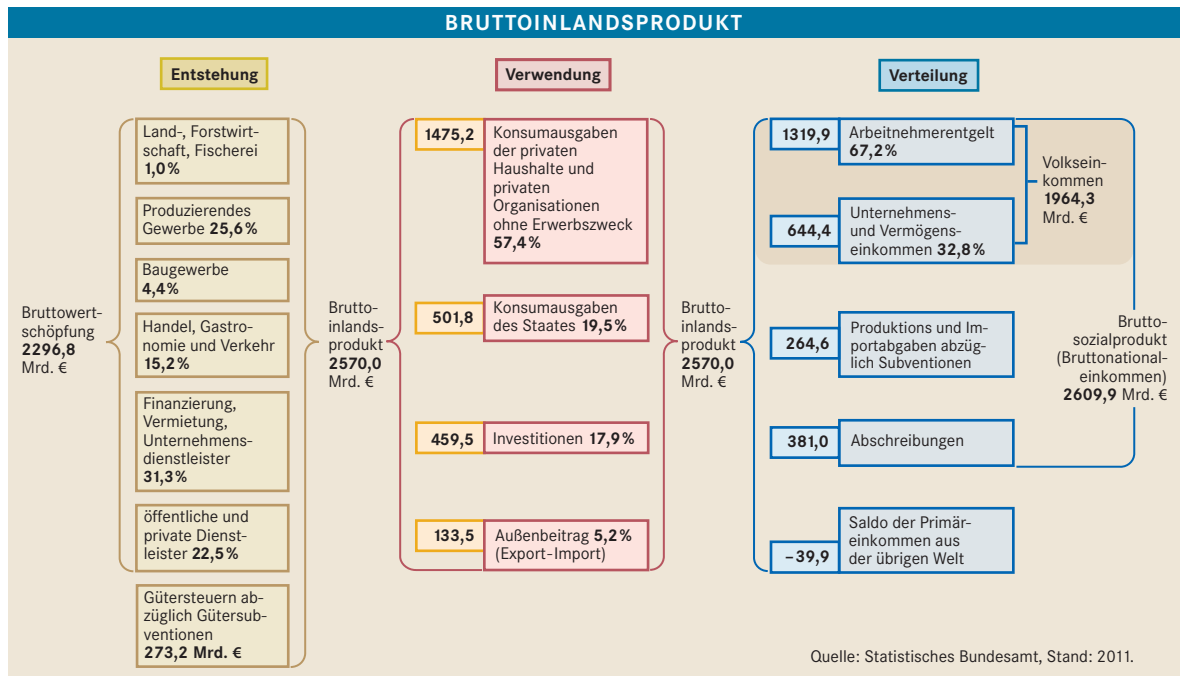 BRUTTOINLANDSPRODUKT
Entstehung
Bruttowert-
schöpfung
2296,8
Mrd. €
Land-, Forstwirt-
schaft, Fischerei
1,0 %
Produzierendes
Gewerbe 25,6 %
Baugewerbe
4,4 %
Handel, Gastro-
nomie und Verkehr
15,2 %
Finanzierung,
Vermietung,
Unternehmens-
dienstleister
31,3 %
öffentliche und
private Dienst-
leister 22,5 %
Gütersteuern ab-
züglich Gütersub-
ventionen
273,2 Mrd. €
Brutto-
inlands-
produkt
2570,0
Mrd. €
Verwendung
1475,2
Konsumausgaben
der privaten
Haushalte und
privaten
Organisationen
ohne Erwerbszweck
57,4 %
501,8
Konsumausgaben
des Staates 19,5 %
459,5
Investitionen 17,9 %
133,5
Außenbeitrag 5,2 %
(Export-Import)
Brutto-
inlands-
produkt
2570,0
Mrd. €
Verteilung
1319,9
Arbeitnehmerentgelt
67,2 %
644,4
Unternehmens-
und Vermögens-
einkommen 32,8 %
Volksein-
kommen
1964,3
Mrd. €
264,6
Produktions und Im-
portabgaben abzüg-
lich Subventionen
381,0
Abschreibungen
Brutto-
sozialprodukt
(Bruttonational-
einkommen)
2609,9 Mrd. €
–39,9
Saldo der Primär-
einkommen aus
der übrigen Welt
Quelle: Statistisches Bundesamt, Stand: 2011.